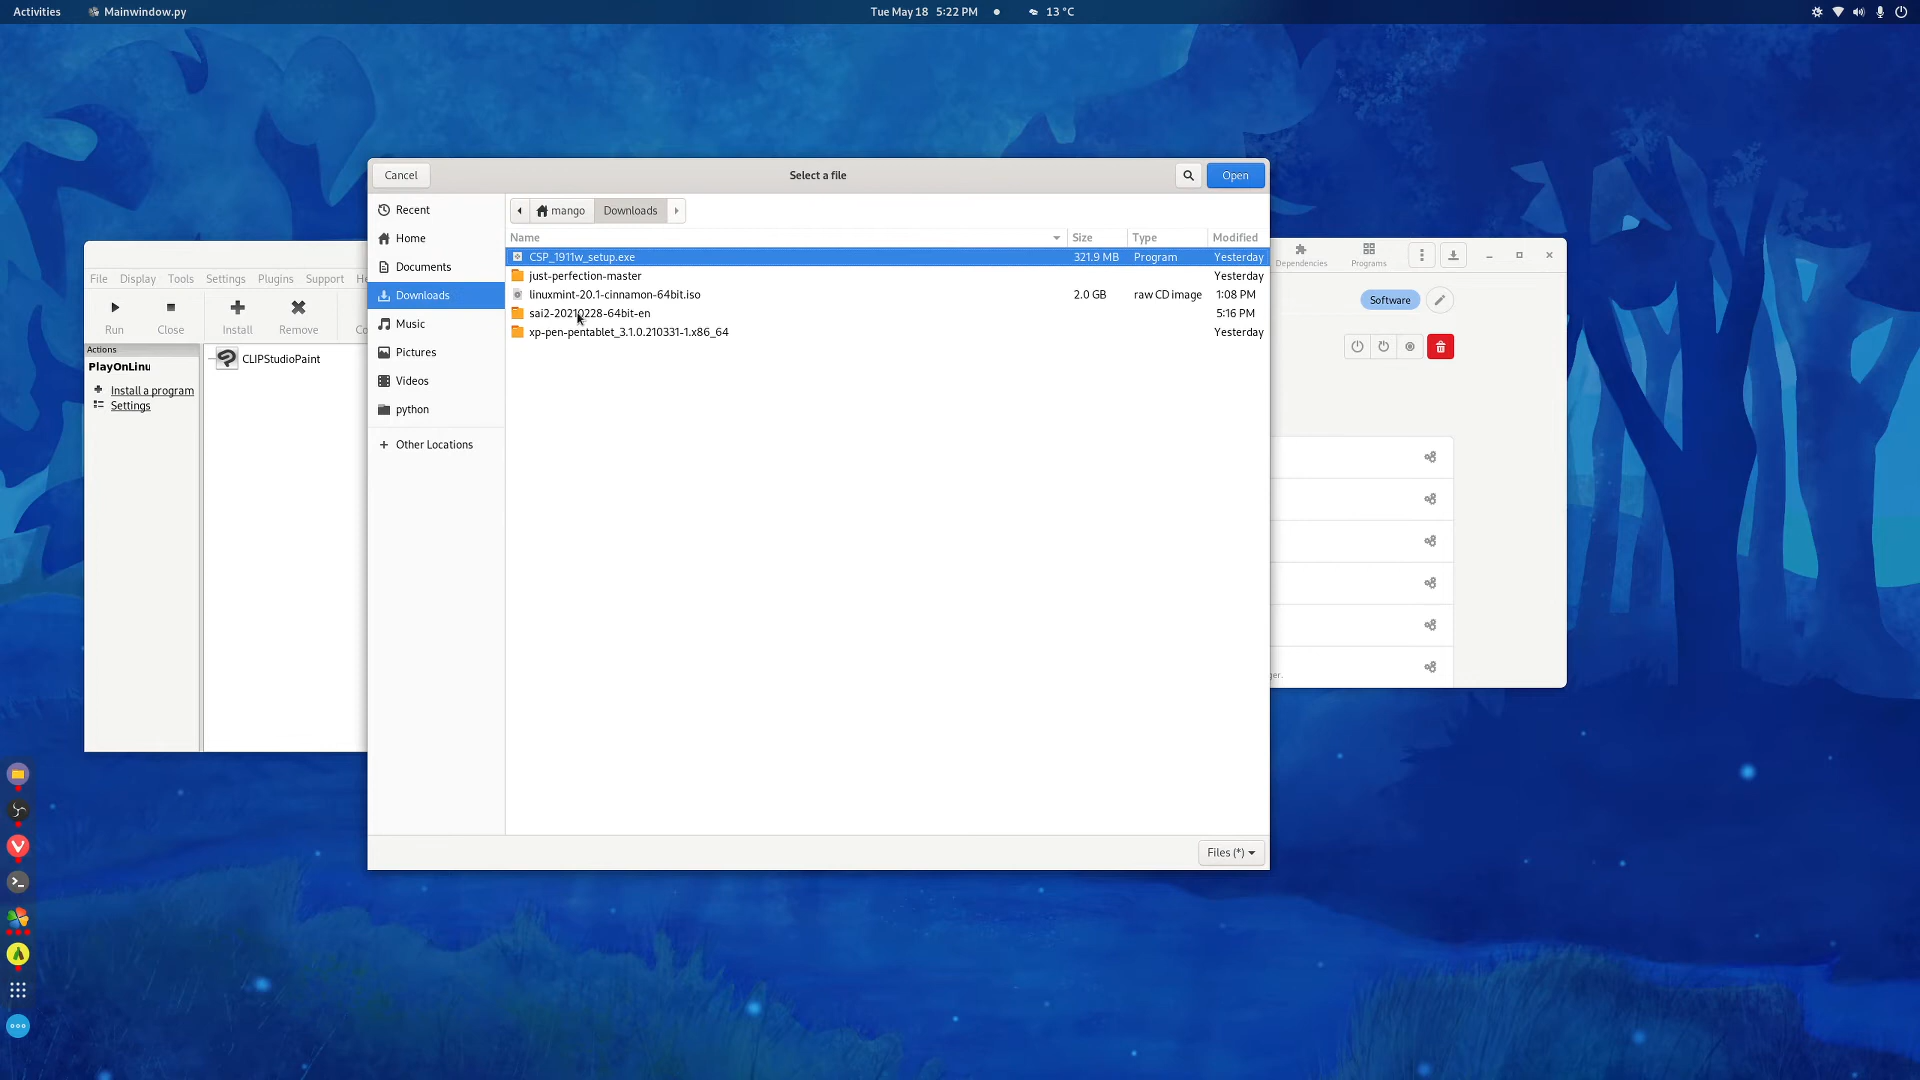 Activities Mainwindow.py Tue May 18 5:22 PM 13 °C
Cancel Select a file Open
Recent
Home
Documents
Downloads
Music
Pictures
Videos
python
Other Locations
mango Downloads
Name Size Type Modified
CSP_1911w_setup.exe 321.9 MB Program Yesterday
just-perfection-master Yesterday
linuxmint-20.1-cinnamon-64bit.iso 2.0 GB raw CD image 1:08 PM
sai2-20210228-64bit-en 5:16 PM
xp-pen-pentablet_3.1.0.210331-1.x86_64 Yesterday
Files (*)
File Display Tools Settings Plugins Support He
Run Close Install Remove Co
Actions
PlayOnLinu
Install a program
Settings
CLIPStudioPaint
Dependencies Programs
Software
ger.